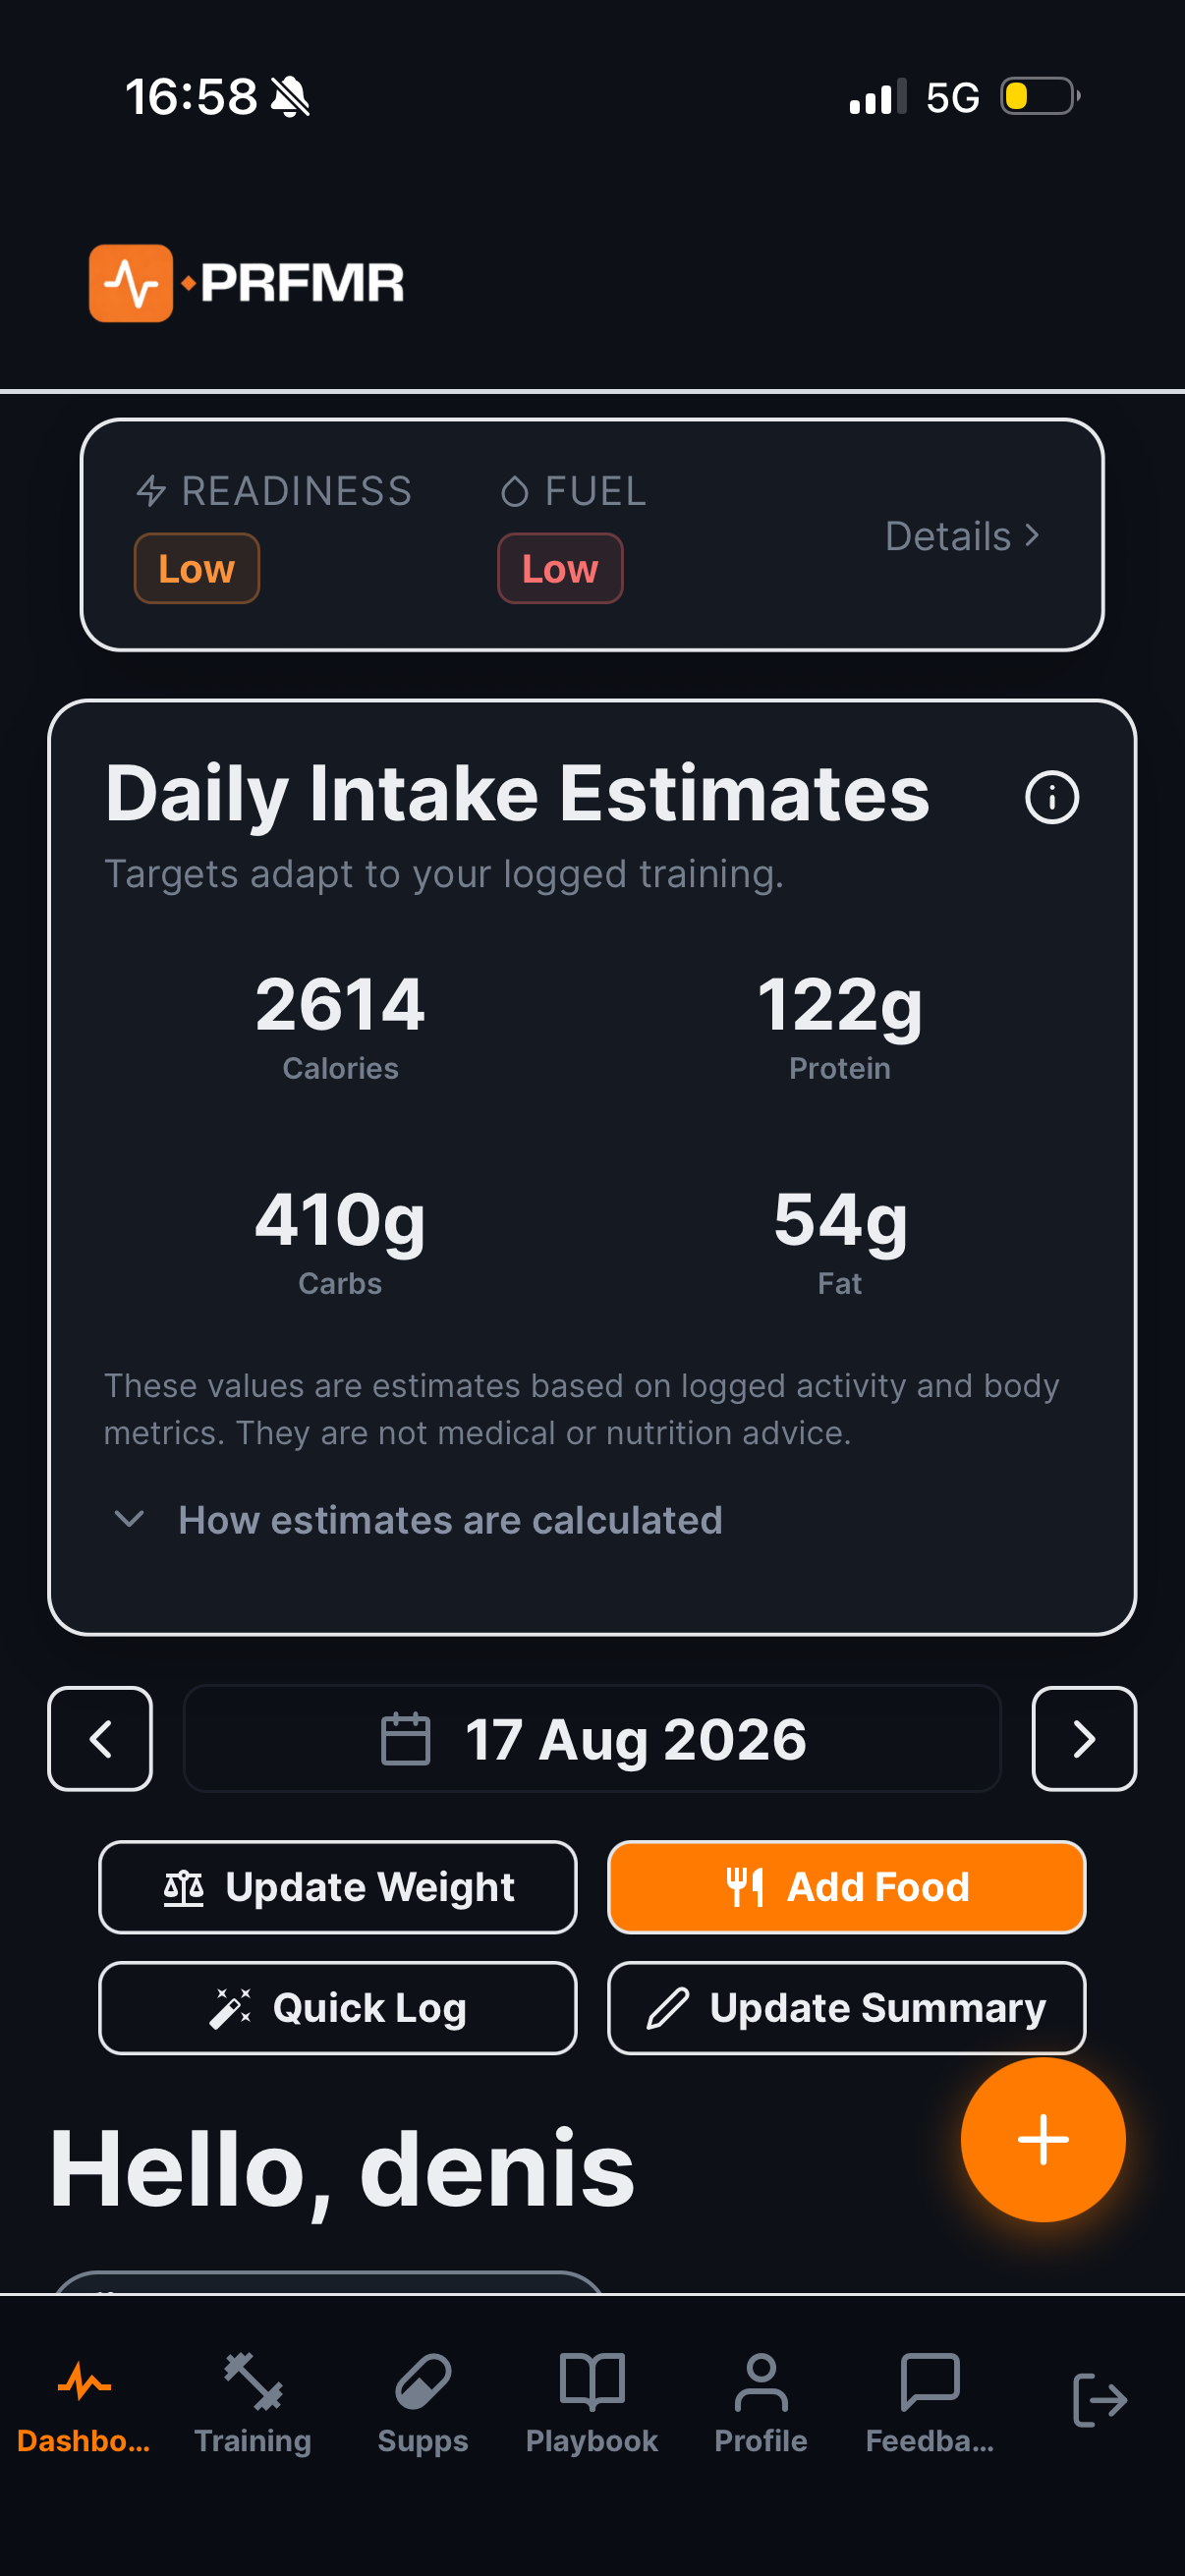 16:58
5G
PRFMR
READINESS
FUEL
Low
Low
Details
Daily Intake Estimates
Targets adapt to your logged training.
2614
122g
Calories
Protein
410g
54g
Carbs
Fat
These values are estimates based on logged activity and body
metrics. They are not medical or nutrition advice.
How estimates are calculated
17 Aug 2026
Update Weight
Add Food
Quick Log
Update Summary
Hello, denis
Dashbo...
Training
Supps
Playbook
Profile
Feedba...